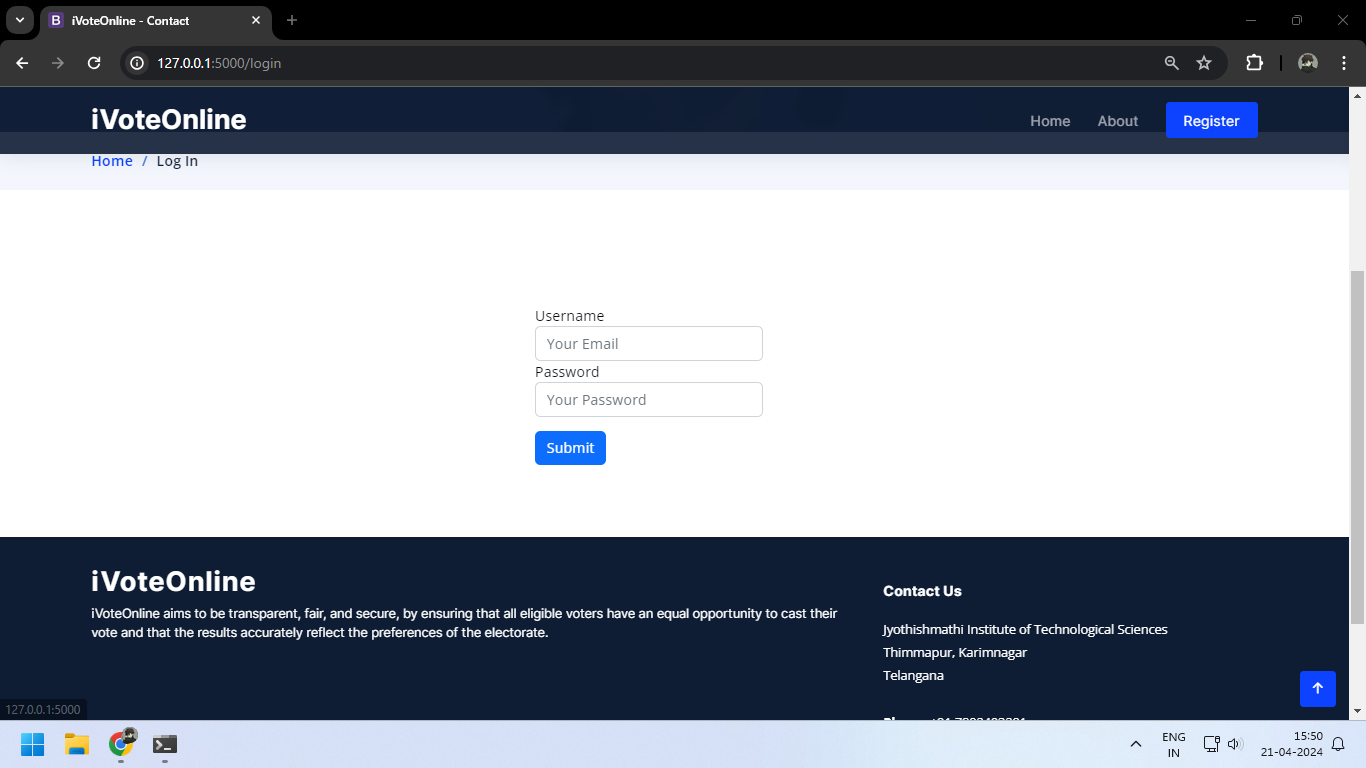 iVoteOnline - Contact
127.0.0.1:5000/login
iVoteOnline
Home
About
Register
Home / Log In
Username
Your Email
Password
Your Password
Submit
iVoteOnline
iVoteOnline aims to be transparent, fair, and secure, by ensuring that all eligible voters have an equal opportunity to cast their
vote and that the results accurately reflect the preferences of the electorate.
Contact Us
Jyothishmathi Institute of Technological Sciences
Thimmapur, Karimnagar
Telangana
127.0.0.1:5000
ENG
IN
15:50
21-04-2024